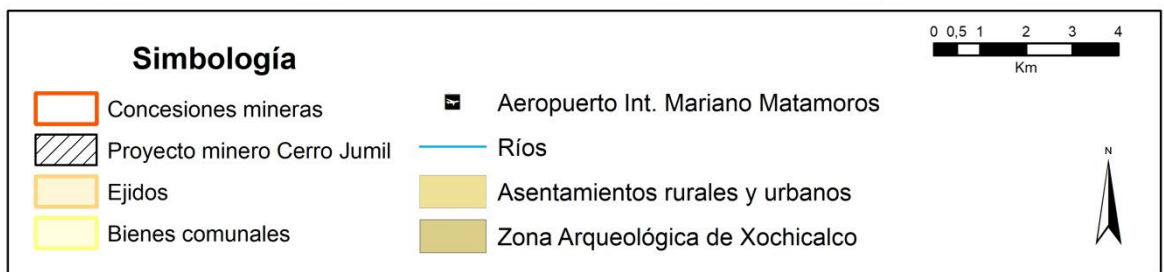 Simbología
Concesiones mineras
Proyecto minero Cerro Jumil
Ejidos
Bienes comunales
Aeropuerto Int. Mariano Matamoros
Ríos
Asentamientos rurales y urbanos
Zona Arqueológica de Xochicalco
0 0,5 1 2 3 4
Km
N